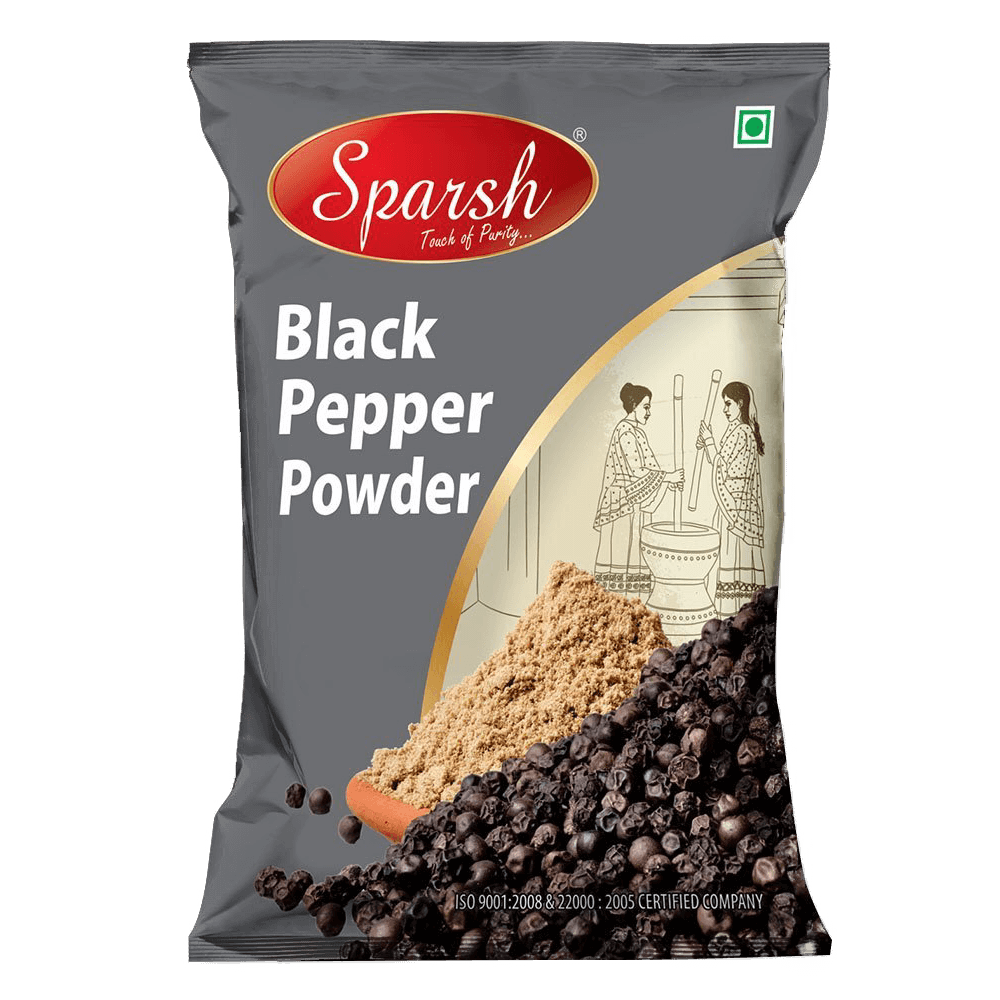 Sparsh
®
Touch of Purity...
Black
Pepper
Powder
ISO 9001:2008 & 22000 : 2005 CERTIFIED COMPANY